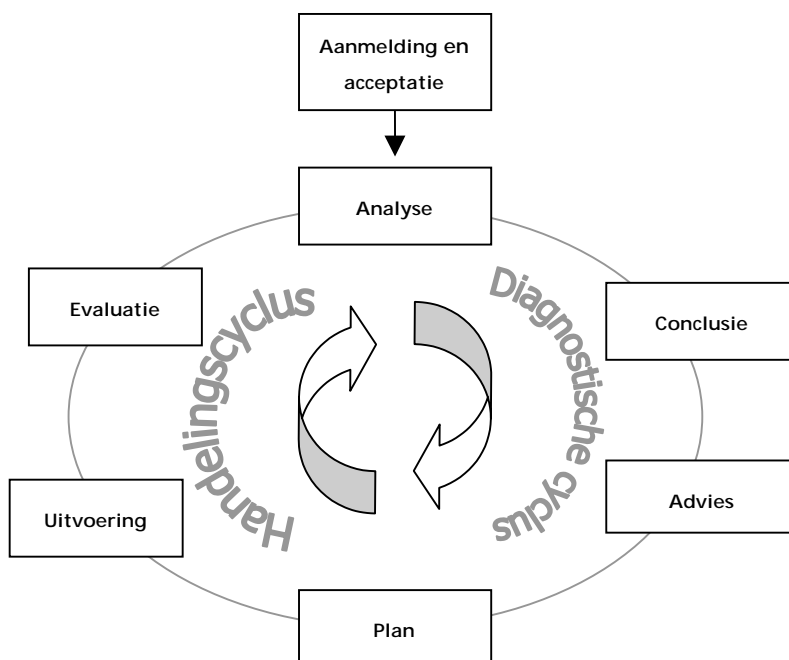 Aanmelding en
acceptatie
Analyse
Evaluatie
Handelingscyclus
Diagnostische cyclus
Conclusie
Uitvoering
Advies
Plan